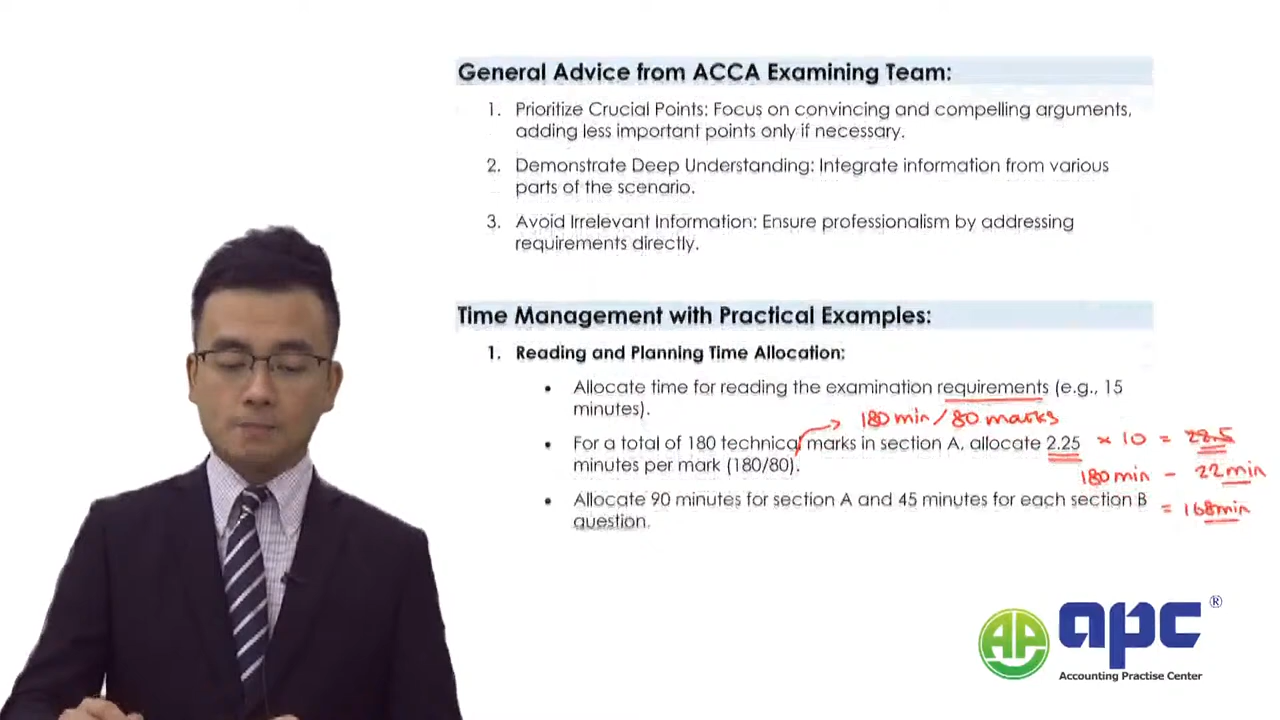 General Advice from ACCA Examining Team:
1. Prioritize Crucial Points: Focus on convincing and compelling arguments,
adding less important points only if necessary.
2. Demonstrate Deep Understanding: Integrate information from various
parts of the scenario.
3. Avoid Irrelevant Information: Ensure professionalism by addressing
requirements directly.
Time Management with Practical Examples:
1. Reading and Planning Time Allocation:
• Allocate time for reading the examination requirements (e.g., 15
minutes).
180 min / 80 marks
• For a total of 180 technical marks in section A, allocate 2.25 × 10 = 22.5
minutes per mark (180/80).
180 min - 22 min
• Allocate 90 minutes for section A and 45 minutes for each section B
= 168 min
question.
AP
apc ®
Accounting Practise Center